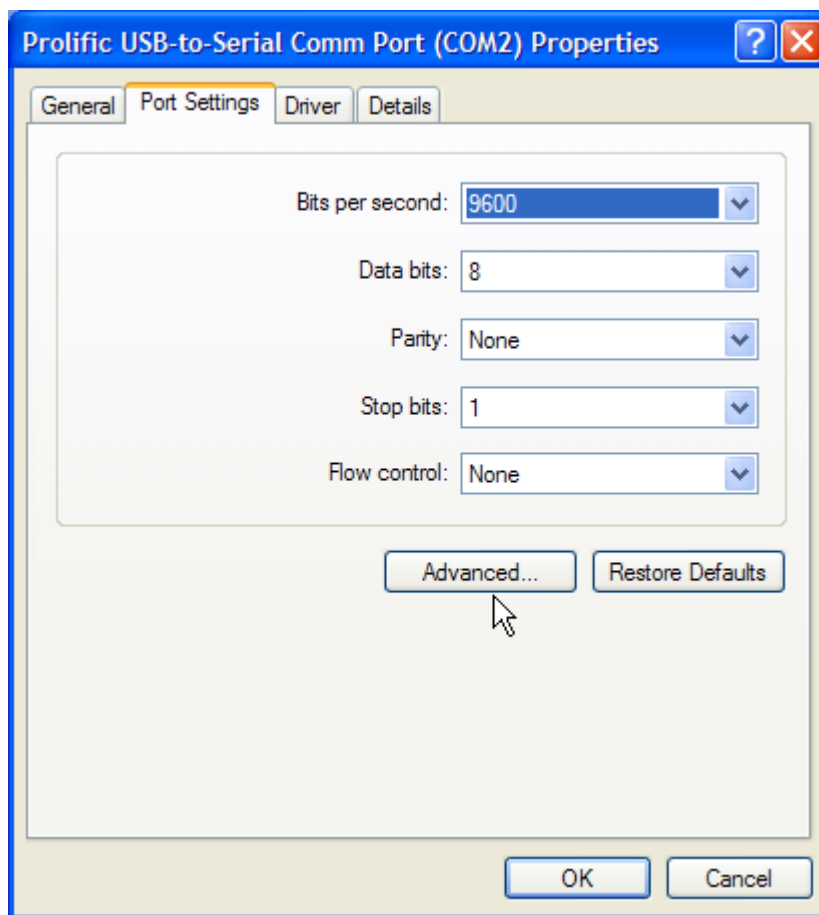 Prolific USB-to-Serial Comm Port (COM2) Properties
General Port Settings Driver Details
Bits per second: 9600
Data bits: 8
Parity: None
Stop bits: 1
Flow control: None
Advanced... Restore Defaults
OK Cancel